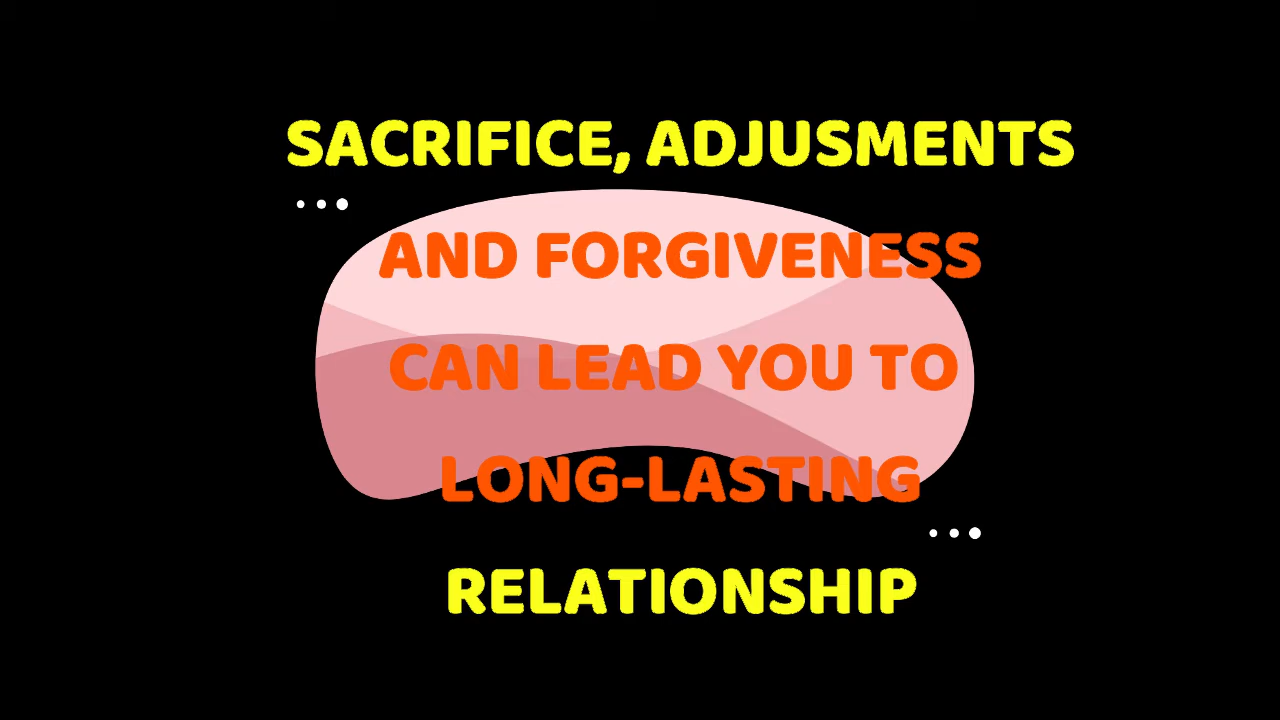 SACRIFICE, ADJUSMENTS
AND FORGIVENESS
CAN LEAD YOU TO
LONG-LASTING
RELATIONSHIP